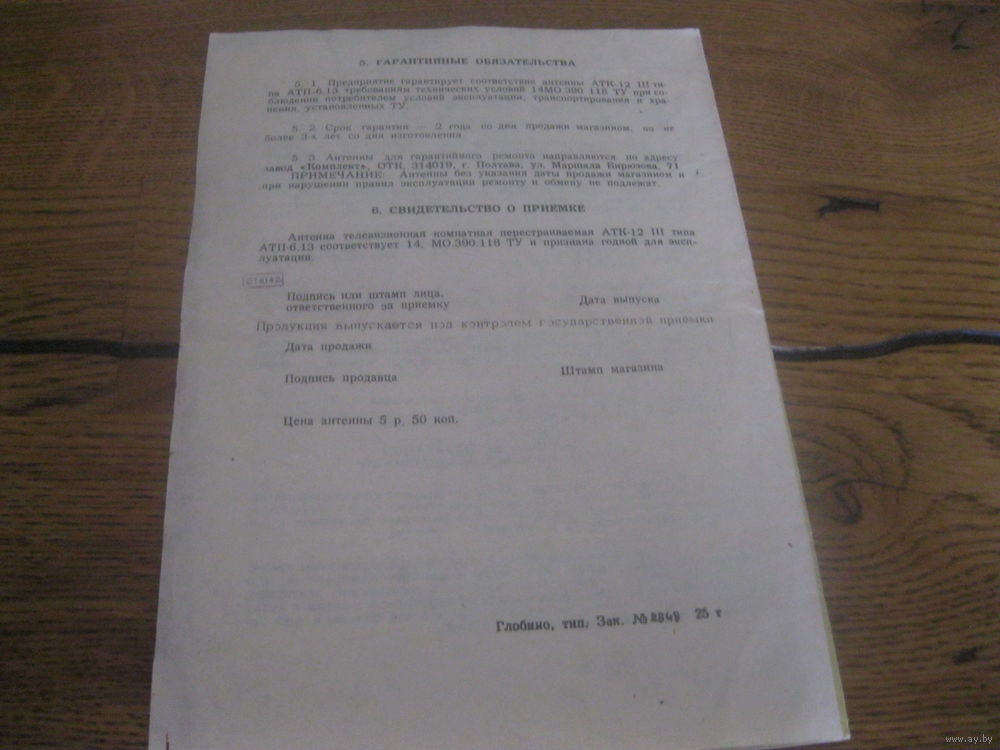 5. ГАРАНТИЙНЫЕ ОБЯЗАТЕЛЬСТВА
5. 1. Предприятие гарантирует соответствие антенны АТК-12 III ти-
па АТП-6,13 требованиям технических условий 14МО 390 118 ТУ при со-
блюдении потребителем условий эксплуатации, транспортирования и хра-
нения, установленных ТУ.
5. 2. Срок гарантии — 2 года со дня продажи магазином, но не
более 3-х лет со дня изготовления.
5 3. Антенны для гарантийного ремонта направляются по адресу
завод «Комплект», ОТК, 314019, г. Полтава, ул. Маршала Бирюзова, 71
ПРИМЕЧАНИЕ: Антенны без указания даты продажи магазином и
при нарушении правил эксплуатации ремонту и обмену не подлежат.
6. СВИДЕТЕЛЬСТВО О ПРИЕМКЕ
Антенна телевизионная комнатная перестраиваемая АТК-12 III типа
АТП-6,13 соответствует 14. МО.390.118 ТУ и признана годной для эксп-
луатации.
Подпись или штамп лица,
ответственного за приемку
Дата выпуска
Продукция выпускается под контролем государственной приёмки
Дата продажи
Подпись продавца
Штамп магазина
Цена антенны 5 р. 50 коп.
Глобино, тип. Зак. № 25 т
www.ay.by